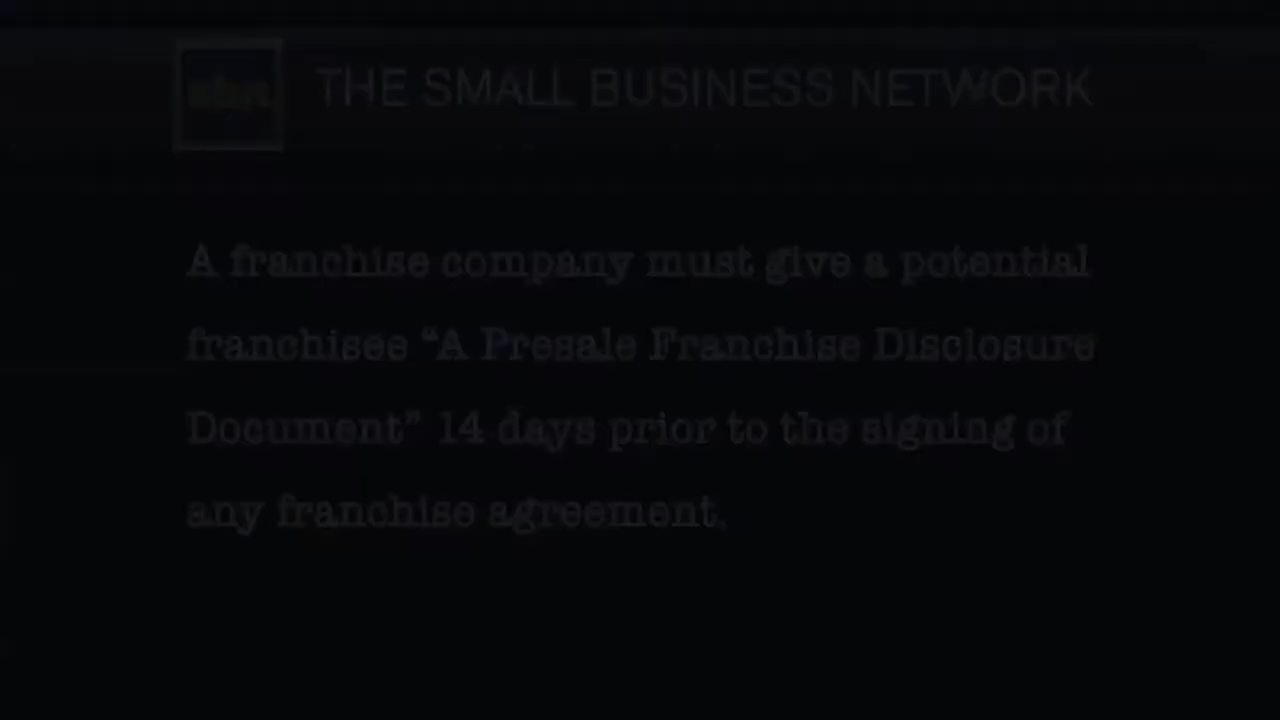 sbn THE SMALL BUSINESS NETWORK
A franchise company must give a potential
franchisee “A Presale Franchise Disclosure
Document” 14 days prior to the signing of
any franchise agreement.